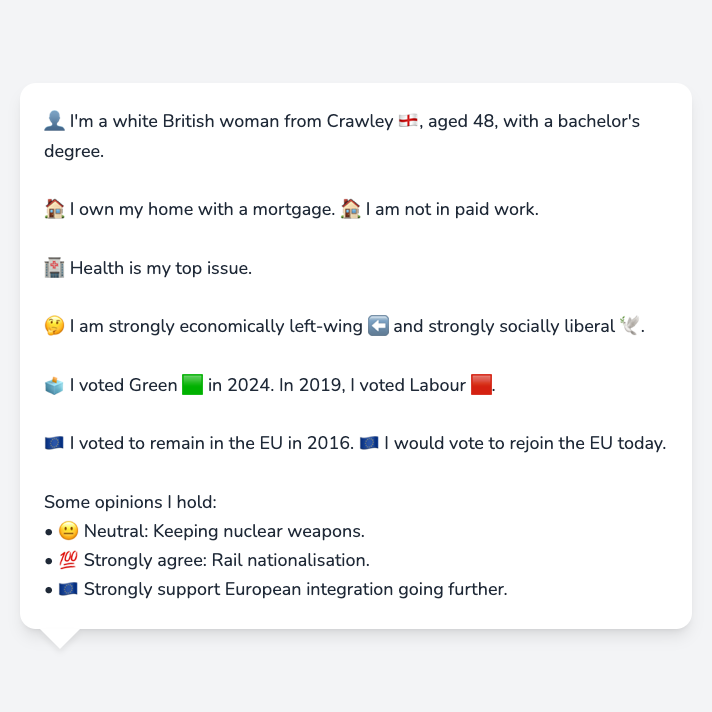 👤 I'm a white British woman from Crawley 🏴󠁧󠁢󠁥󠁮󠁧󠁿, aged 48, with a bachelor's
degree.
🏠 I own my home with a mortgage. 🏠 I am not in paid work.
🏥 Health is my top issue.
🤔 I am strongly economically left-wing ⬅️ and strongly socially liberal 🕊️.
🗳️ I voted Green 🟩 in 2024. In 2019, I voted Labour 🟥.
🇪🇺 I voted to remain in the EU in 2016. 🇪🇺 I would vote to rejoin the EU today.
Some opinions I hold:
• 😐 Neutral: Keeping nuclear weapons.
• 💯 Strongly agree: Rail nationalisation.
• 🇪🇺 Strongly support European integration going further.